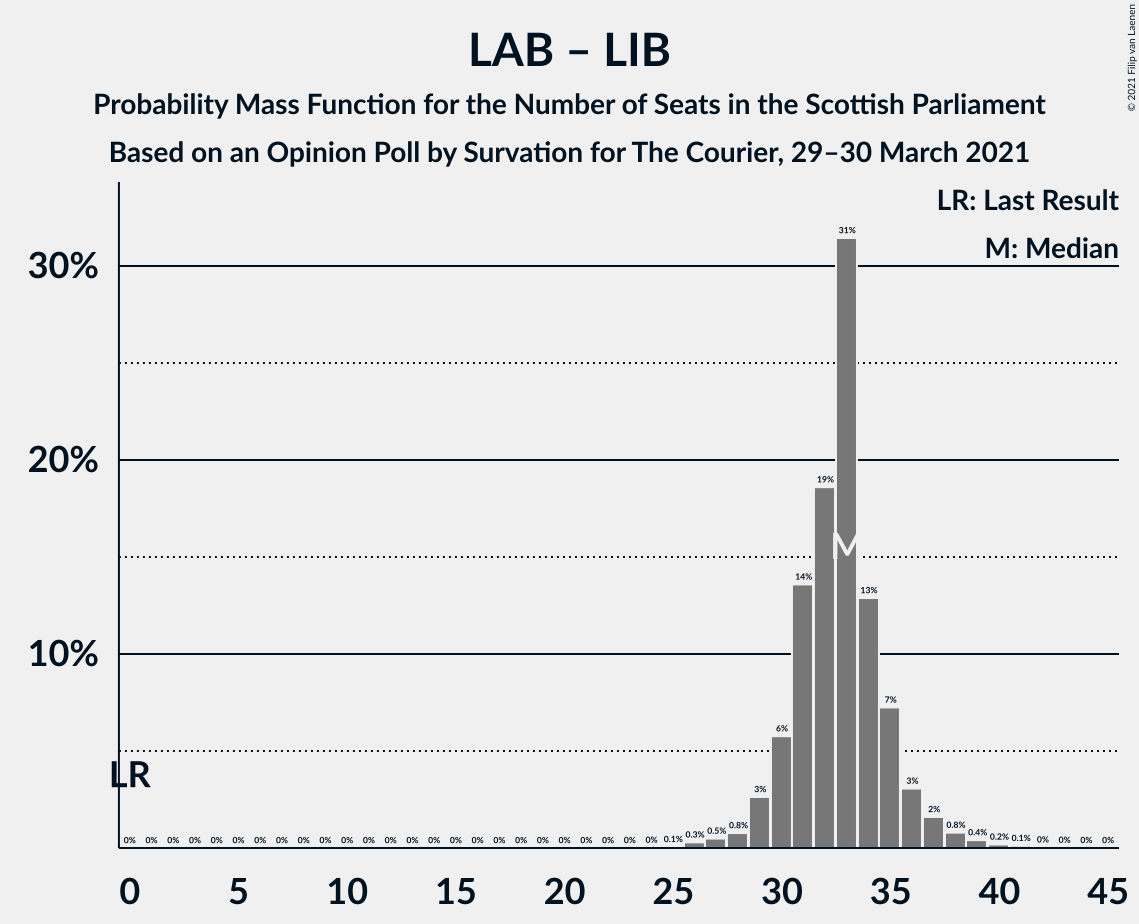 LAB – LIB
Probability Mass Function for the Number of Seats in the Scottish Parliament
Based on an Opinion Poll by Survation for The Courier, 29–30 March 2021
© 2021 Filip van Laenen
LR: Last Result
M: Median
30%
20%
10%
31%
19%
M
14%
13%
7%
6%
LR
3%
3%
2%
0% 0% 0% 0% 0% 0% 0% 0% 0% 0% 0% 0% 0% 0% 0% 0% 0% 0% 0% 0% 0% 0% 0% 0% 0% 0.1% 0.3% 0.5% 0.8% 0.8% 0.4% 0.2% 0.1% 0% 0% 0% 0%
0 5 10 15 20 25 30 35 40 45